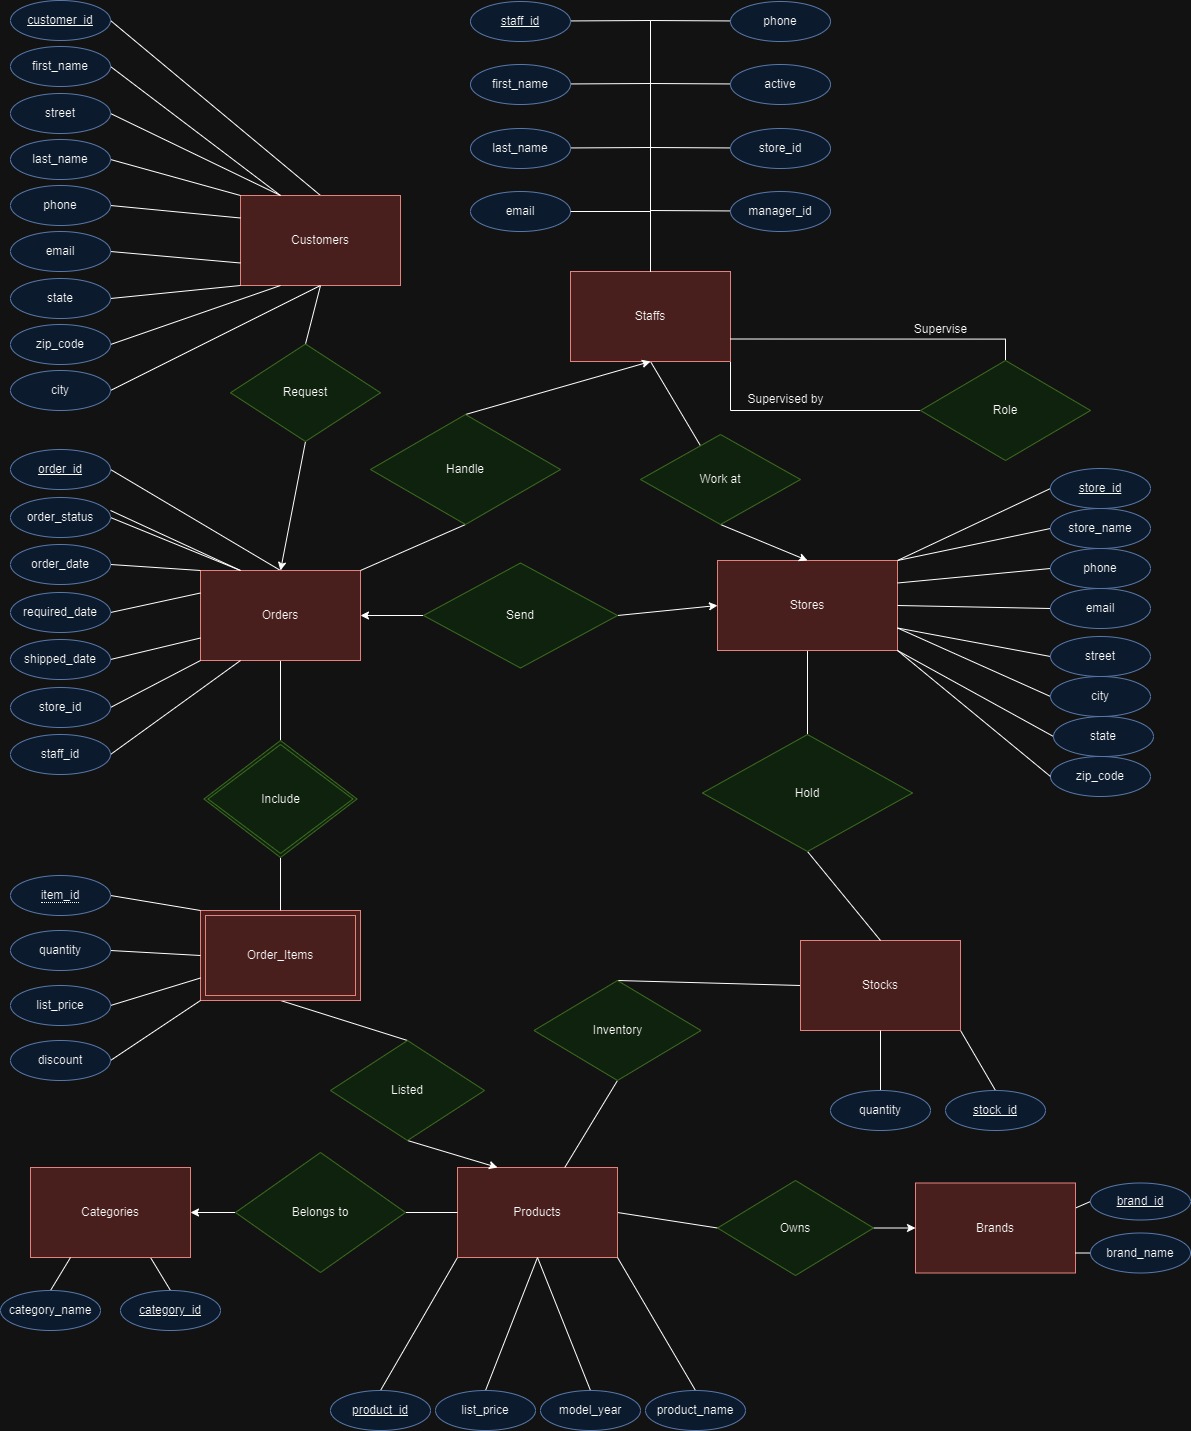 customer_id
first_name
street
last_name
phone
email
state
zip_code
city
Customers
staff_id
first_name
last_name
email
phone
active
store_id
manager_id
Staffs
Supervise
Supervised by
Role
Request
Handle
Work at
order_id
order_status
order_date
required_date
shipped_date
store_id
staff_id
Orders
Send
Stores
store_id
store_name
phone
email
street
city
state
zip_code
Include
Hold
item_id
quantity
list_price
discount
Order_Items
Stocks
Inventory
quantity
stock_id
Listed
Categories
Belongs to
Products
Owns
Brands
brand_id
brand_name
category_name
category_id
product_id
list_price
model_year
product_name